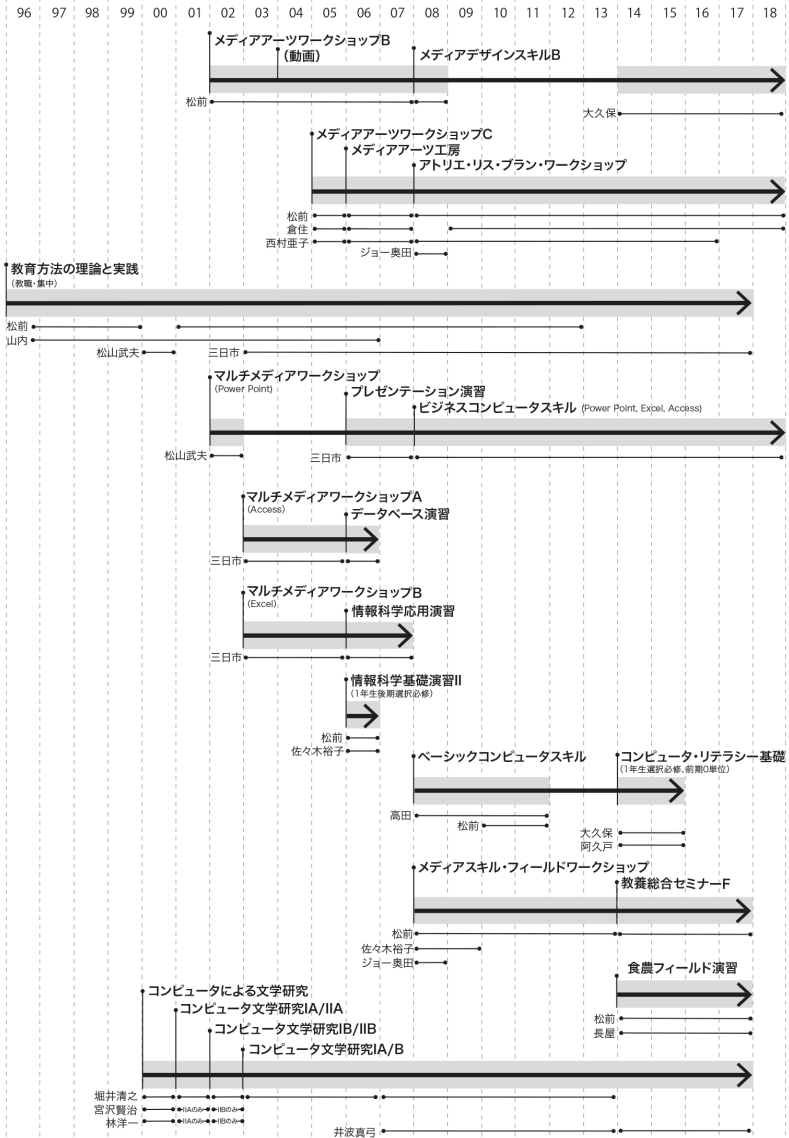 96 97 98 99 00 01 02 03 04 05 06 07 08 09 10 11 12 13 14 15 16 17 18
メディアアーツワークショップB
(動画)
メディアデザインスキルB
松前
大久保
メディアアーツワークショップC
メディアアーツ工房
アトリエ・リス・ブラン・ワークショップ
松前
倉住
西村亜子
ジョー奥田
教育方法の理論と実践
(教職・集中)
松前
山内
松山武夫
三日市
マルチメディアワークショップ
(Power Point)
プレゼンテーション演習
ビジネスコンピュータスキル (Power Point, Excel, Access)
松山武夫
三日市
マルチメディアワークショップA
(Access)
データベース演習
三日市
マルチメディアワークショップB
(Excel)
情報科学応用演習
三日市
情報科学基礎演習II
(1年生後期選択必修)
松前
佐々木裕子
ベーシックコンピュータスキル
コンピュータ・リテラシー基礎
(1年生選択必修、前期0単位)
高田
松前
大久保
阿久戸
メディアスキル・フィールドワークショップ
教養総合セミナーF
松前
佐々木裕子
ジョー奥田
食農フィールド演習
松前
長屋
コンピュータによる文学研究
コンピュータ文学研究IA/IIA
コンピュータ文学研究IB/IIB
コンピュータ文学研究IA/B
堀井清之
宮沢賢治 IIAのみ IIBのみ
林洋一 IIAのみ IIBのみ
井波真弓